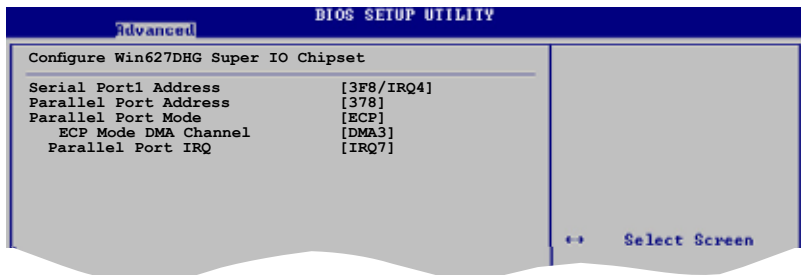 BIOS SETUP UTILITY
Advanced
Configure Win627DHG Super IO Chipset
Serial Port1 Address [3F8/IRQ4]
Parallel Port Address [378]
Parallel Port Mode [ECP]
ECP Mode DMA Channel [DMA3]
Parallel Port IRQ [IRQ7]
↔ Select Screen